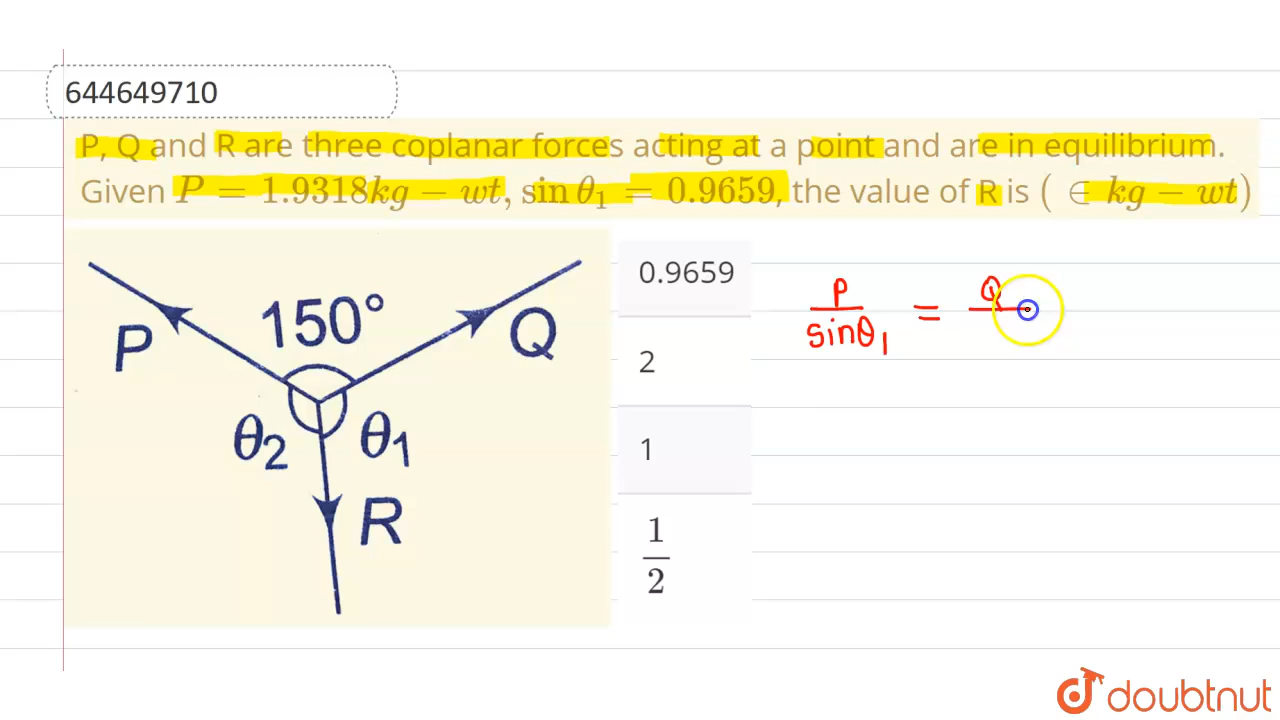 644649710
P, Q and R are three coplanar forces acting at a point and are in equilibrium.
Given P = 1.9318kg − wt, sin θ₁ = 0.9659, the value of R is ( ∈ kg − wt)
150°
P
Q
θ₂
θ₁
R
0.9659
2
1
1/2
P/sinθ₁ = Q
doubtnut